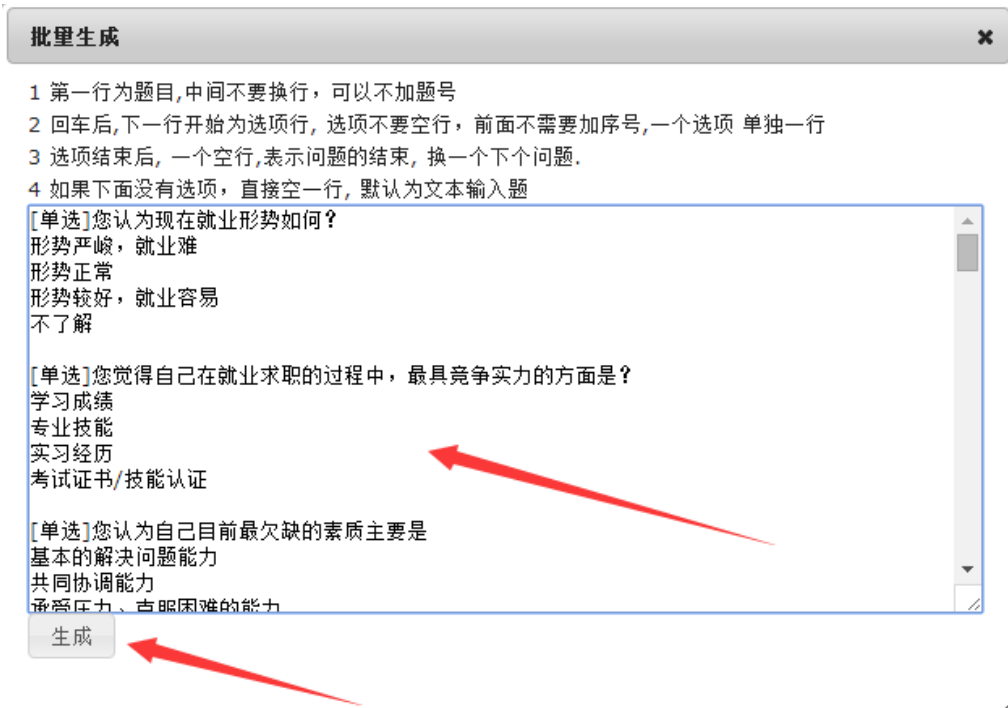 批里生成
1 第一行为题目,中间不要换行，可以不加题号
2 回车后,下一行开始为选项行, 选项不要空行，前面不需要加序号,一个选项 单独一行
3 选项结束后, 一个空行,表示问题的结束, 换一个下个问题.
4 如果下面没有选项，直接空一行, 默认为文本输入题
[单选]您认为现在就业形势如何？
形势严峻，就业难
形势正常
形势较好，就业容易
不了解
[单选]您觉得自己在就业求职的过程中，最具竞争实力的方面是？
学习成绩
专业技能
实习经历
考试证书/技能认证
[单选]您认为自己目前最欠缺的素质主要是
基本的解决问题能力
共同协调能力
承受压力、克服困难的能力
生成